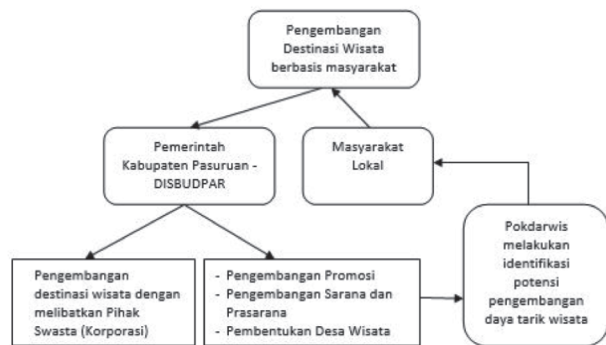 Pengembangan
Destinasi Wisata
berbasis masyarakat
Pemerintah
Kabupaten Pasuruan -
DISBUDPAR
Masyarakat
Lokal
Pengembangan
destinasi wisata dengan
melibatkan Pihak
Swasta (Korporasi)
- Pengembangan Promosi
- Pengembangan Sarana dan
Prasarana
- Pembentukan Desa Wisata
Pokdarwis
melakukan
identifikasi
potensi
pengembangan
daya tarik wisata